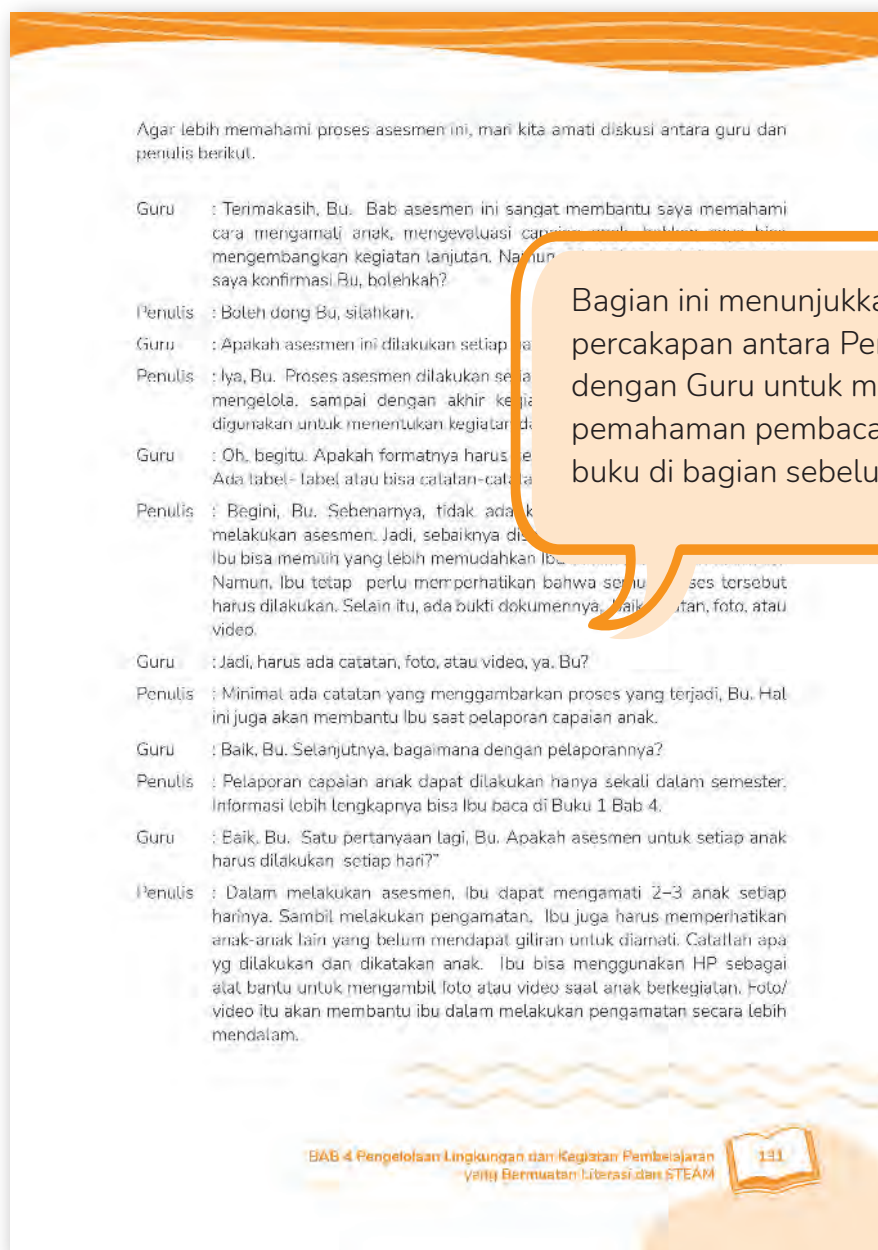 Agar lebih memahami proses asesmen ini, mari kita amati diskusi antara guru dan
penulis berikut.
Guru : Terimakasih, Bu. Bab asesmen ini sangat membantu saya memahami
cara mengamati anak, mengevaluasi
mengembangkan kegiatan lanjutan.
saya konfirmasi Bu, bolehkah?
Penulis : Boleh dong Bu, silahkan.
Guru : Apakah asesmen ini dilakukan setiap
Penulis : Iya, Bu. Proses asesmen dilakukan
mengelola, sampai dengan akhir
digunakan untuk menentukan kegiatan
Guru : Oh, begitu. Apakah formatnya harus
Ada tabel- tabel atau bisa
Penulis : Begini, Bu. Sebenarnya, tidak ada
melakukan asesmen. Jadi, sebaiknya
Ibu bisa memilih yang lebih memudahkan
Namun, Ibu tetap perlu memperhatikan bahwa tersebut
harus dilakukan. Selain itu, ada bukti dokumennya, foto, atau
video.
Guru : Jadi, harus ada catatan, foto, atau video, ya, Bu?
Penulis : Minimal ada catatan yang menggambarkan proses yang terjadi, Bu. Hal
ini juga akan membantu Ibu saat pelaporan capaian anak.
Guru : Baik, Bu. Selanjutnya, bagaimana dengan pelaporannya?
Penulis : Pelaporan capaian anak dapat dilakukan hanya sekali dalam semester.
Informasi lebih lengkapnya bisa Ibu baca di Buku 1 Bab 4.
Guru : Baik, Bu. Satu pertanyaan lagi, Bu. Apakah asesmen untuk setiap anak
harus dilakukan setiap hari?"
Penulis : Dalam melakukan asesmen, Ibu dapat mengamati 2–3 anak setiap
harinya. Sambil melakukan pengamatan, Ibu juga harus memperhatikan
anak-anak lain yang belum mendapat giliran untuk diamati. Catatlah apa
yg dilakukan dan dikatakan anak. Ibu bisa menggunakan HP sebagai
alat bantu untuk mengambil foto atau video saat anak berkegiatan. Foto/
video itu akan membantu ibu dalam melakukan pengamatan secara lebih
mendalam.
Bagian ini menunjukka
percakapan antara Pe
dengan Guru untuk m
pemahaman pembaca
buku di bagian sebelu
BAB 4 Pengelolaan Lingkungan dan Kegiatan Pembelajaran
yang Bermuatan Literasi dan STEAM
131